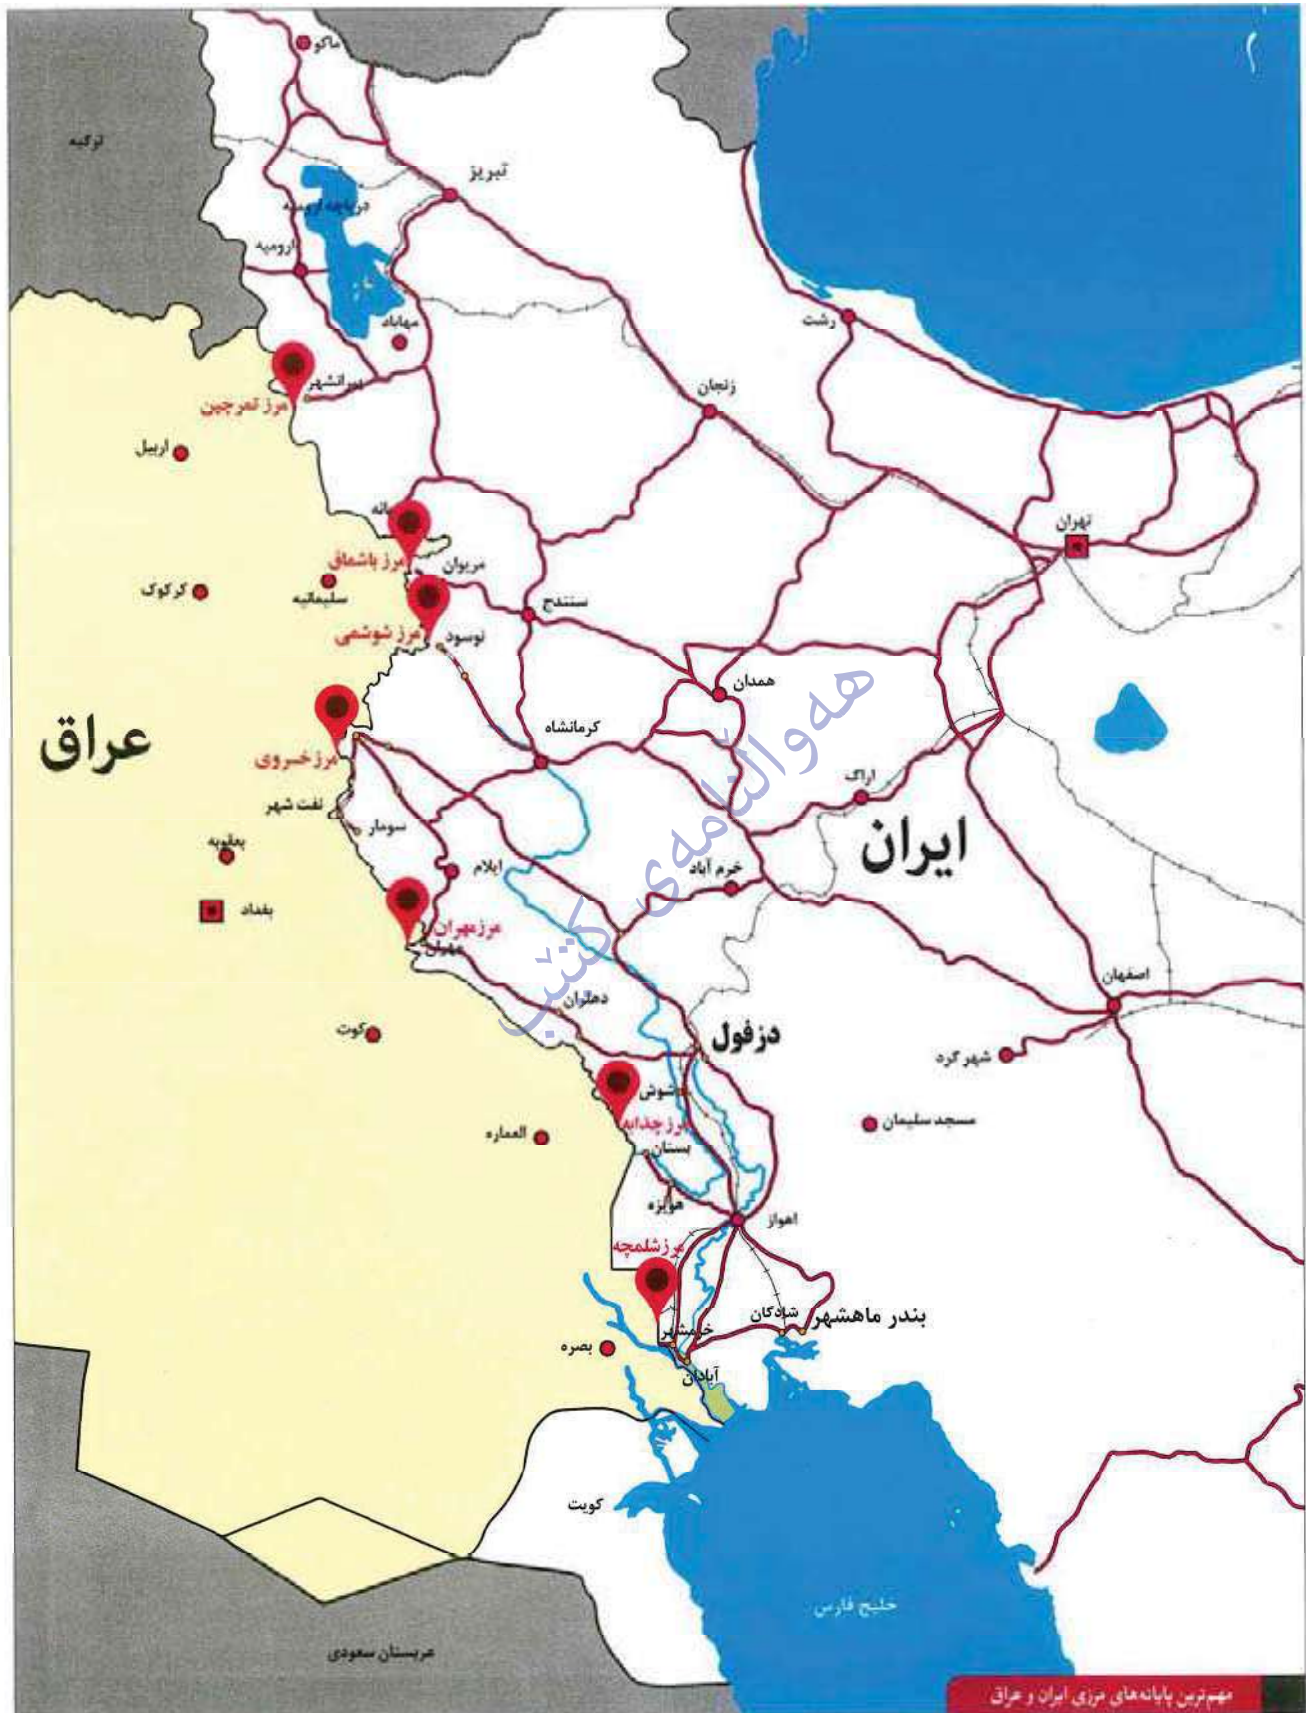 ماکو
ترکیه
تبریز
دریاچه ارومیه
ارومیه
مهاباد
رشت
زنجان
مرز تمرچین
اربیل
تهران
مرز باشماق
مریوان
کرکوک
سلیمانیه
سنندج
مرز شوشمی
نوسود
همدان
کرمانشاه
عراق
مرز خسروی
اراک
نفت شهر
سومار
ایران
بعقوبه
ایلام
خرم آباد
بغداد
مرز مهران
مهران
اصفهان
دهلران
کوت
دزفول
شهر کرد
شوش
مسجد سلیمان
مرز چذابه
العماره
بستان
هویزه
اهواز
مرز شلمچه
شادگان
بندر ماهشهر
خرمشهر
بصره
آبادان
کویت
خلیج فارس
عربستان سعودی
مهم‌ترین پایانه‌های مرزی ایران و عراق
هەواڵنامەی کتێب